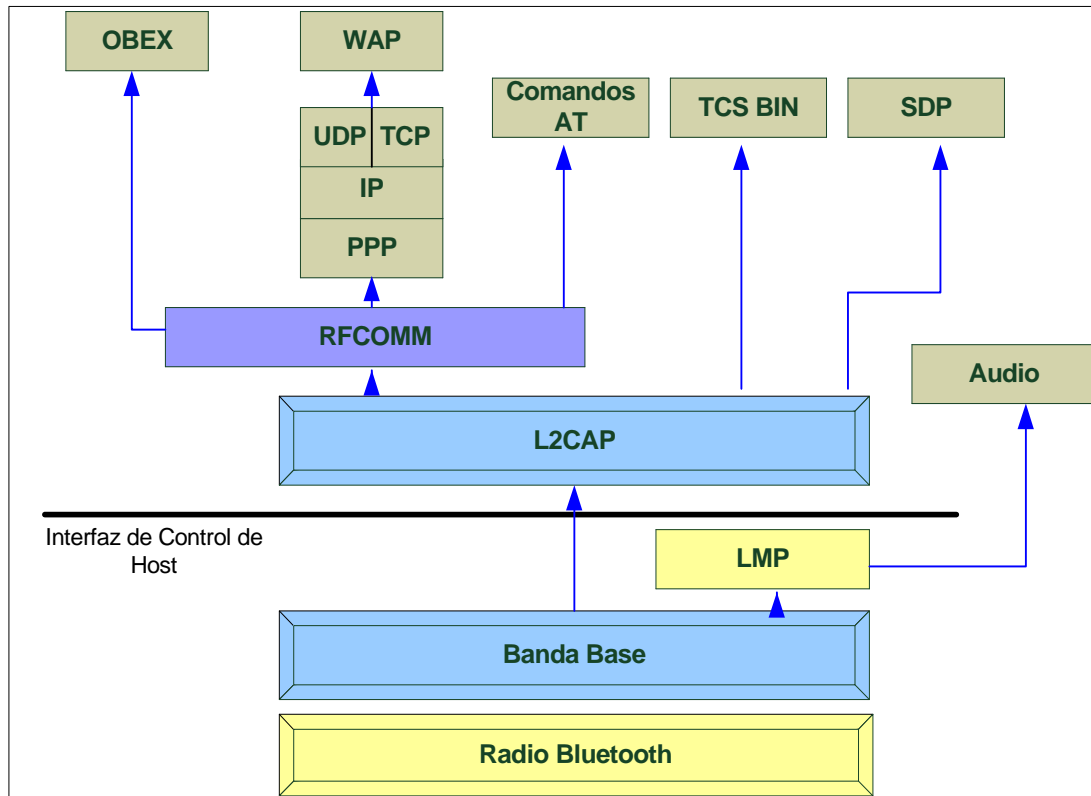 OBEX
WAP
Comandos
AT
TCS BIN
SDP
UDP TCP
IP
PPP
RFCOMM
Audio
L2CAP
Interfaz de Control de
Host
LMP
Banda Base
Radio Bluetooth